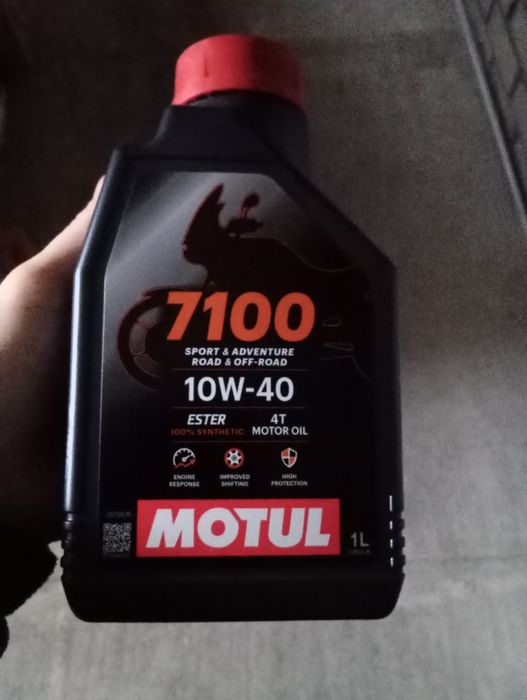 7100
SPORT & ADVENTURE
ROAD & OFF-ROAD
10W-40
ESTER
100% SYNTHETIC
4T
MOTOR OIL
ENGINE
RESPONSE
IMPROVED
SHIFTING
HIGH
PROTECTION
MOTUL
1L